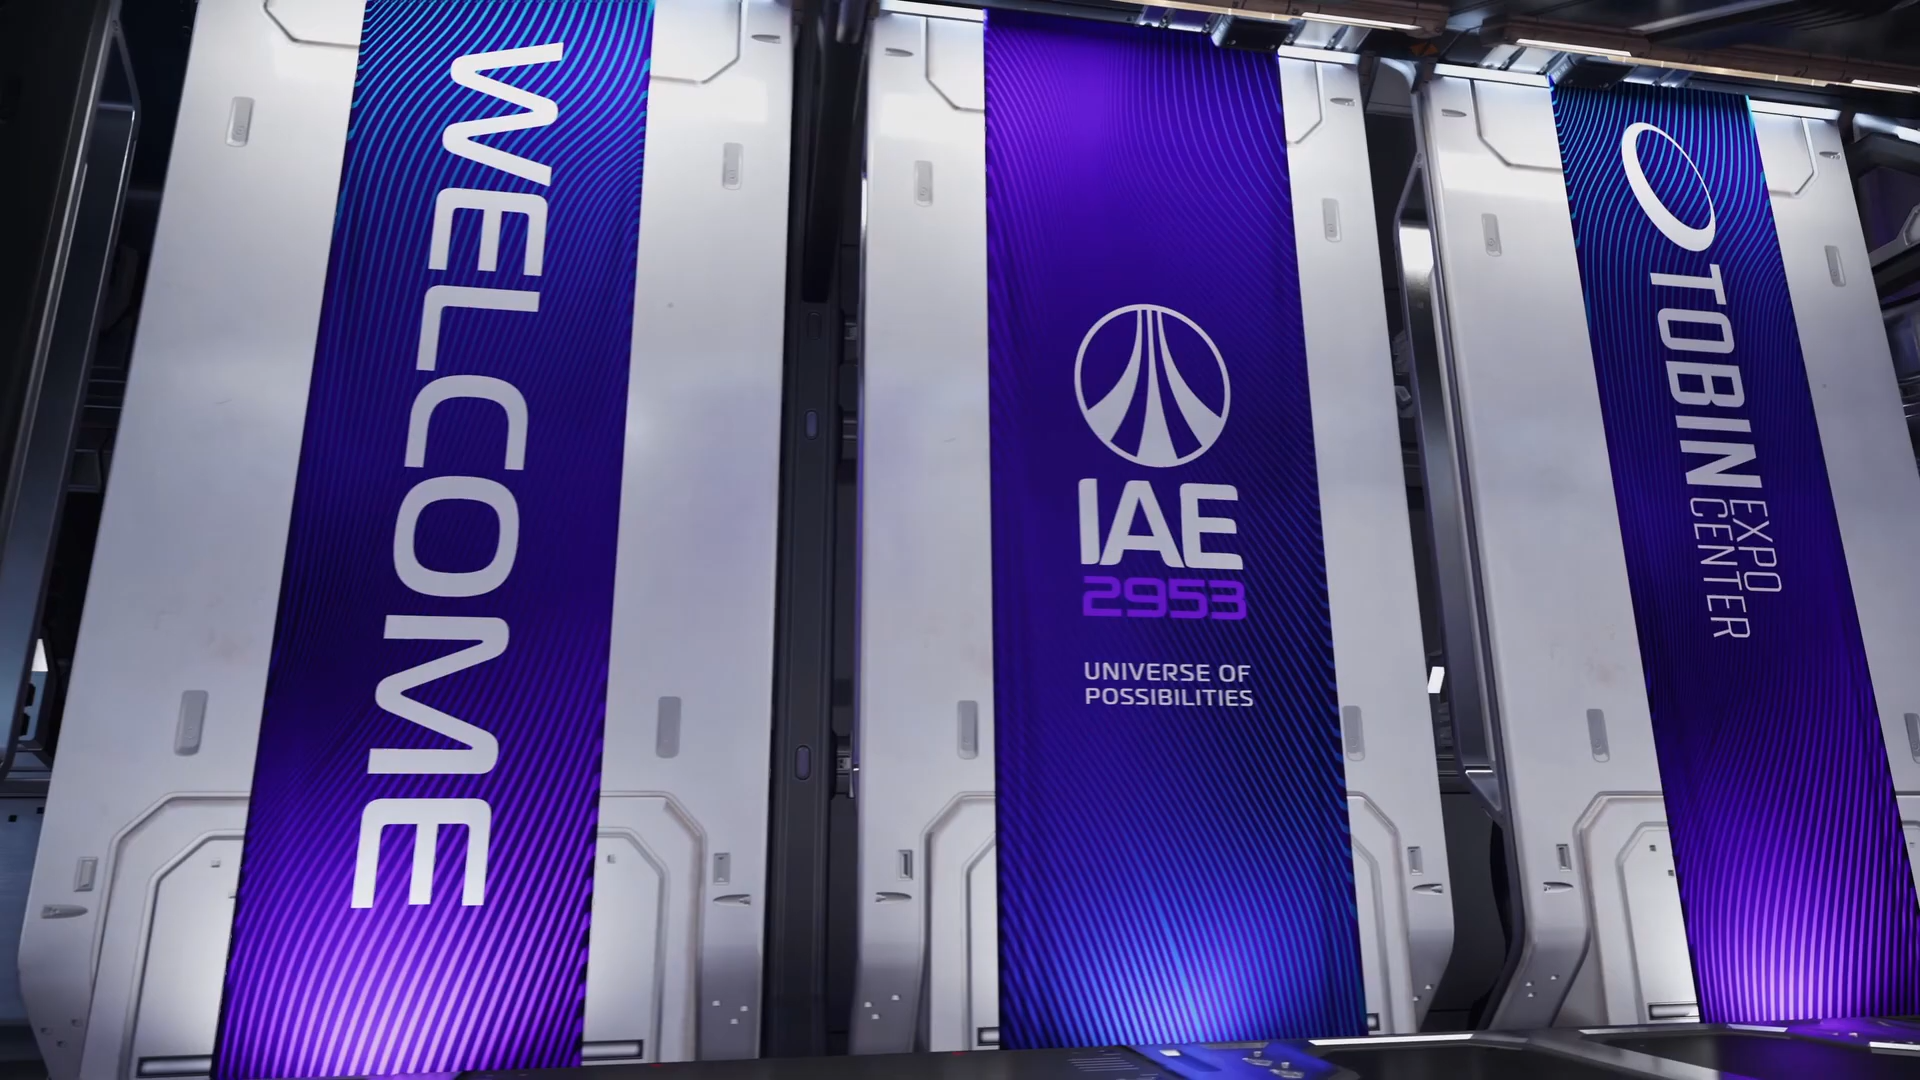 WELCOME
IAE
2953
UNIVERSE OF
POSSIBILITIES
TOBIN
EXPO
CENTER